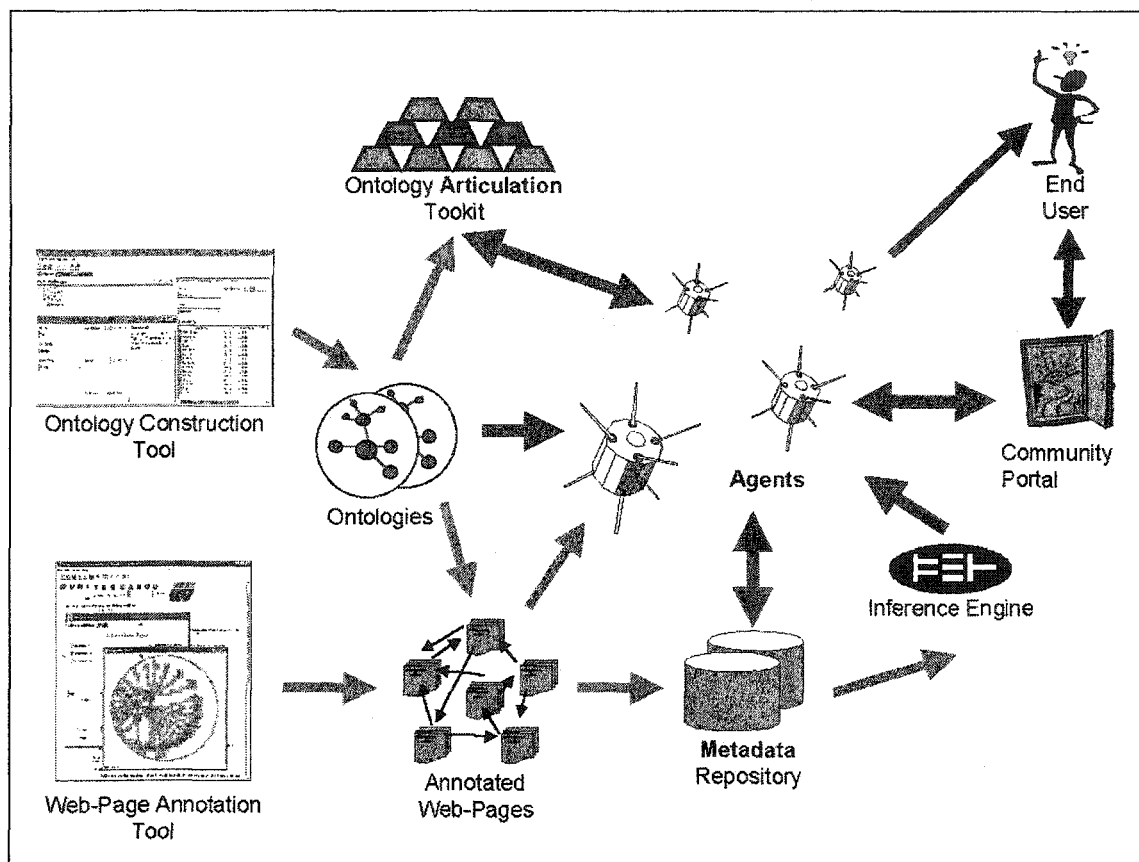 Ontology Articulation
Tookit
End
User
Ontology Construction
Tool
Ontologies
Agents
Community
Portal
Inference Engine
Web-Page Annotation
Tool
Annotated
Web-Pages
Metadada
Repository